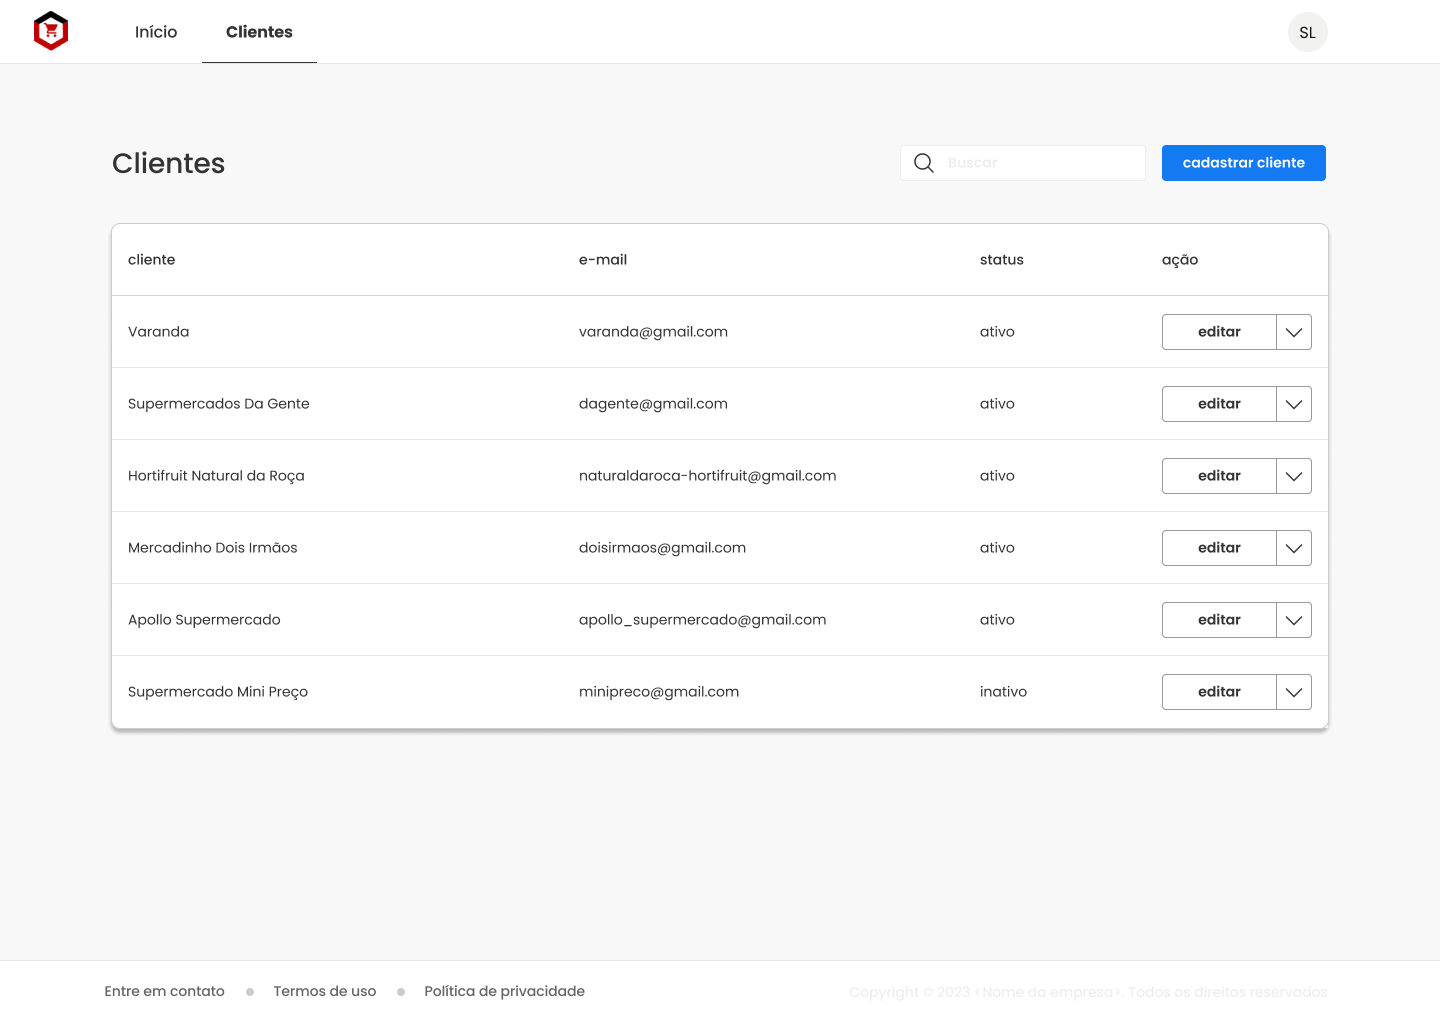 Início Clientes SL
Clientes Buscar cadastrar cliente
cliente e-mail status ação
Varanda varanda@gmail.com ativo editar
Supermercados Da Gente dagente@gmail.com ativo editar
Hortifruit Natural da Roça naturaldaroca-hortifruit@gmail.com ativo editar
Mercadinho Dois Irmãos doisirmaos@gmail.com ativo editar
Apollo Supermercado apollo_supermercado@gmail.com ativo editar
Supermercado Mini Preço minipreco@gmail.com inativo editar
Entre em contato Termos de uso Política de privacidade Copyright © 2023 <Nome da empresa>. Todos os direitos reservados